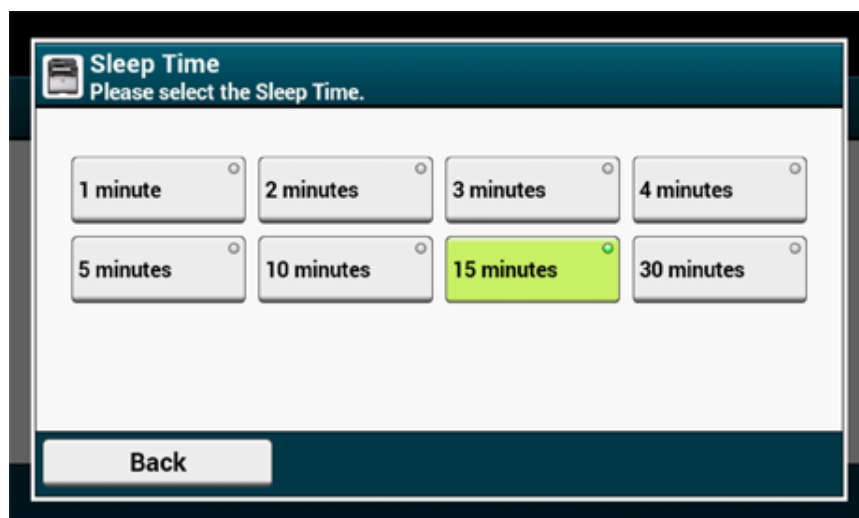 Sleep Time
Please select the Sleep Time.
1 minute
2 minutes
3 minutes
4 minutes
5 minutes
10 minutes
15 minutes
30 minutes
Back